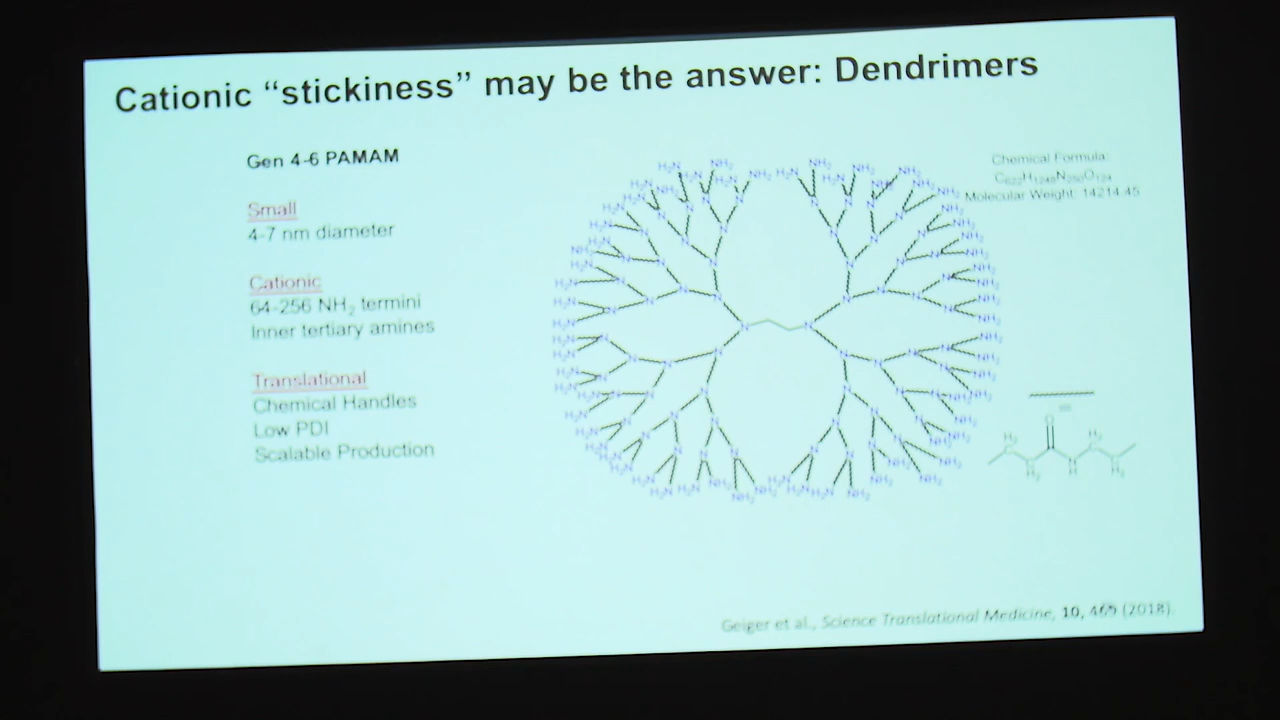 Cationic “stickiness” may be the answer: Dendrimers
Gen 4-6 PAMAM
Small
4-7 nm diameter
Cationic
64-256 NH₂ termini
Inner tertiary amines
Translational
Chemical Handles
Low PDI
Scalable Production
Chemical Formula:
C₆₂₂H₁₂₄₈N₂₅₀O₁₂₄
Molecular Weight: 14214.45
Geiger et al., Science Translational Medicine, 10, 469 (2018).